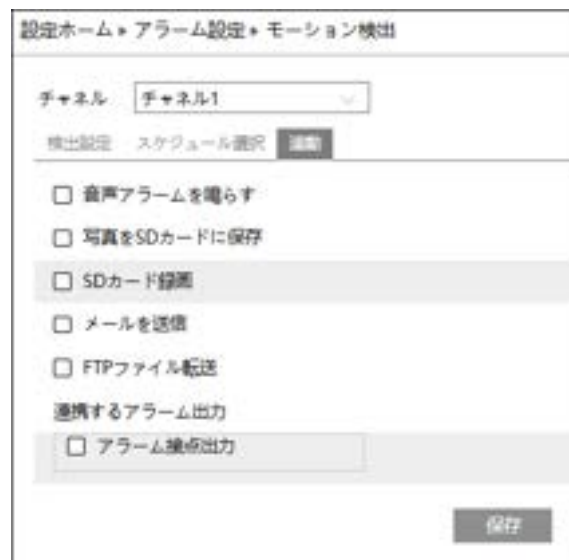 設定ホーム▸ アラーム設定▸ モーション検出
チャネル チャネル1
検出設定 スケジュール選択 連動
音声アラームを鳴らす
写真をSDカードに保存
SDカード録画
メールを送信
FTPファイル転送
連携するアラーム出力
アラーム接点出力
保存